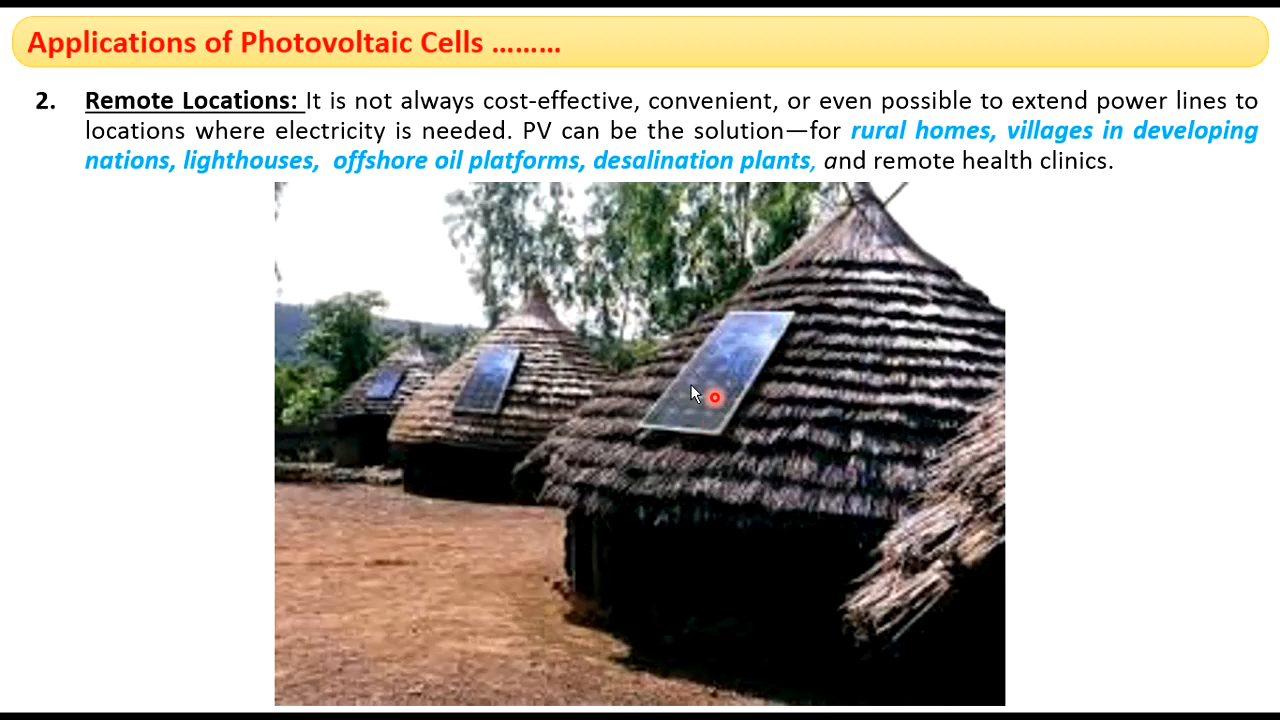 Applications of Photovoltaic Cells ………
2. Remote Locations: It is not always cost-effective, convenient, or even possible to extend power lines to
locations where electricity is needed. PV can be the solution—for rural homes, villages in developing
nations, lighthouses, offshore oil platforms, desalination plants, and remote health clinics.